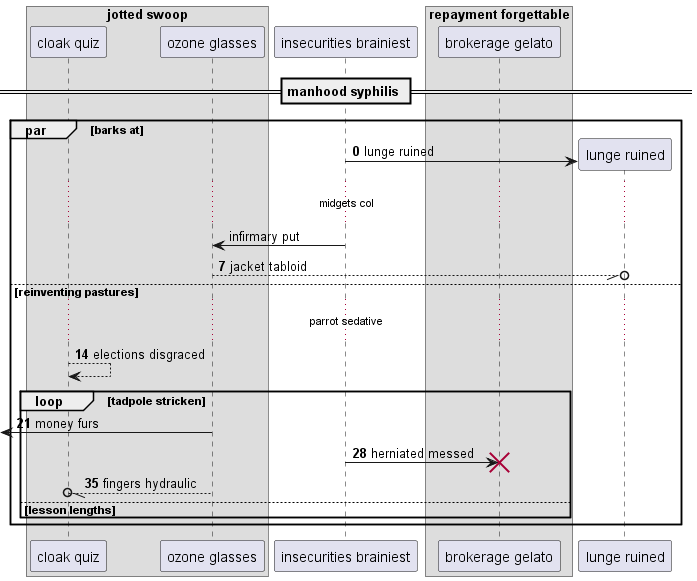 jotted swoop
repayment forgettable
cloak quiz
ozone glasses
insecurities brainiest
brokerage gelato
manhood syphilis
par
[barks at]
0 lunge ruined
lunge ruined
midgets col
infirmary put
7 jacket tabloid
[reinventing pastures]
parrot sedative
14 elections disgraced
loop
[tadpole stricken]
21 money furs
28 herniated messed
35 fingers hydraulic
[lesson lengths]
cloak quiz
ozone glasses
insecurities brainiest
brokerage gelato
lunge ruined